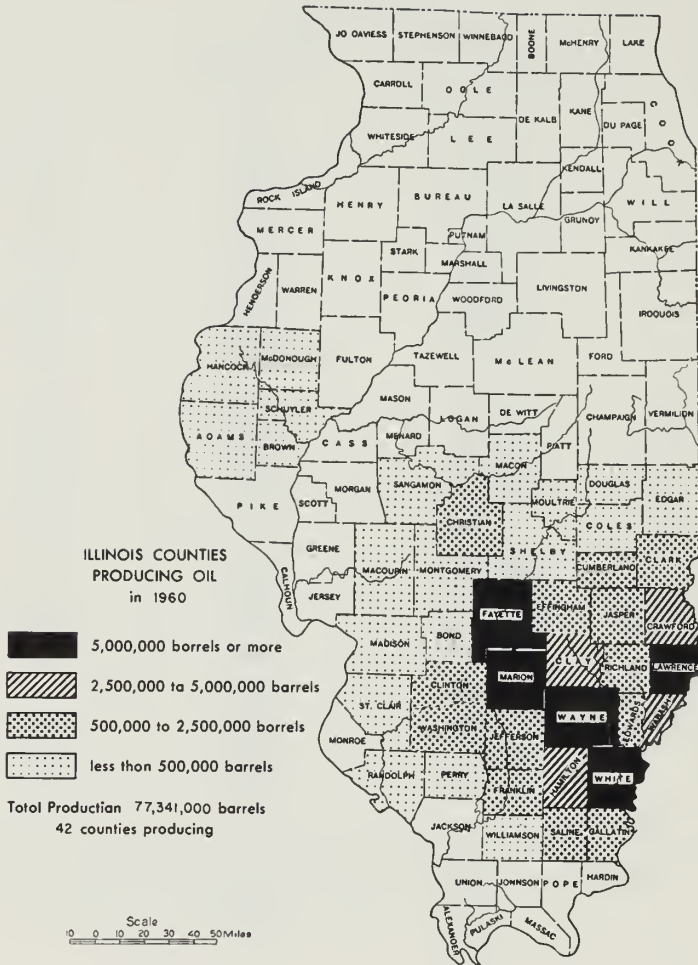 JO DAVIESS
STEPHENSON
WINNEBAGO
BOONE
McHENRY
LAKE
CARROLL
OGLE
DE KALB
KANE
COOK
DU PAGE
WHITESIDE
LEE
KENDALL
ROCK ISLAND
HENRY
BUREAU
LA SALLE
GRUNDY
WILL
MERCER
PUTNAM
STARK
MARSHALL
KANKAKEE
HENDERSON
WARREN
KNOX
PEORIA
WOODFORD
LIVINGSTON
IROQUOIS
HANCOCK
McDONOUGH
FULTON
TAZEWELL
McLEAN
FORD
SCHUYLER
MASON
LOGAN
DE WITT
CHAMPAIGN
VERMILION
ADAMS
BROWN
CASS
MENARD
PIATT
MACON
SANGAMON
DOUGLAS
EDGAR
PIKE
SCOTT
MORGAN
CHRISTIAN
MOULTRIE
COLES
GREENE
MACOUPIN
MONTGOMERY
SHELBY
CUMBERLAND
CLARK
CALHOUN
JERSEY
FAYETTE
EFFINGHAM
JASPER
CRAWFORD
MADISON
BOND
CLAY
RICHLAND
LAWRENCE
MARION
CLINTON
ST. CLAIR
WAYNE
EDWARDS
WABASH
WASHINGTON
JEFFERSON
MONROE
RANDOLPH
PERRY
FRANKLIN
HAMILTON
WHITE
JACKSON
WILLIAMSON
SALINE
GALLATIN
UNION
JOHNSON
POPE
HARDIN
ALEXANDER
PULASKI
MASSAC
ILLINOIS COUNTIES
PRODUCING OIL
in 1960
5,000,000 borrels or more
2,500,000 ta 5,000,000 barrels
500,000 to 2,500,000 borrels
less than 500,000 barrels
Total Productian 77,341,000 barrels
42 counties producing
Scale
10 0 10 20 30 40 50 Miles